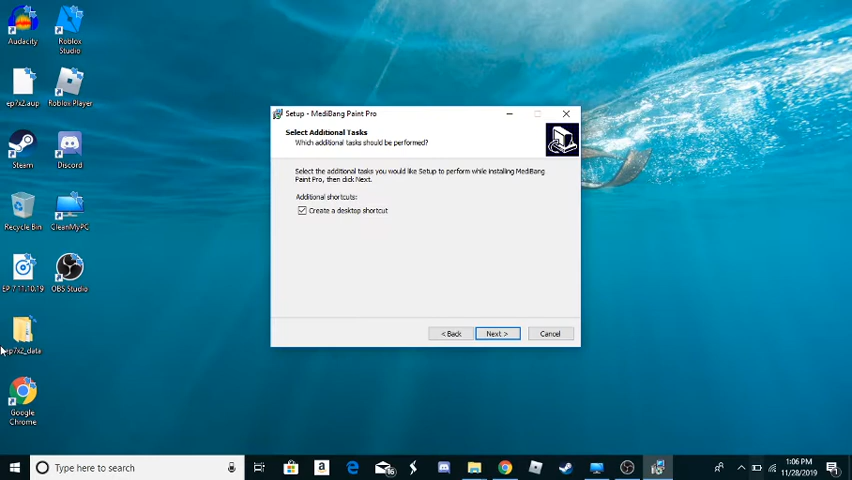 Audacity
Roblox
Studio
ep7x2.aup
Roblox Player
Steam
Discord
Recycle Bin
CleanMyPC
EP 7 11.10.19
OBS Studio
ep7x2_data
Google
Chrome
Setup - MediBang Paint Pro
Select Additional Tasks
Which additional tasks should be performed?
Select the additional tasks you would like Setup to perform while installing MediBang
Paint Pro, then click Next.
Additional shortcuts:
Create a desktop shortcut
< Back
Next >
Cancel
Type here to search
a
16
1:06 PM
11/28/2019